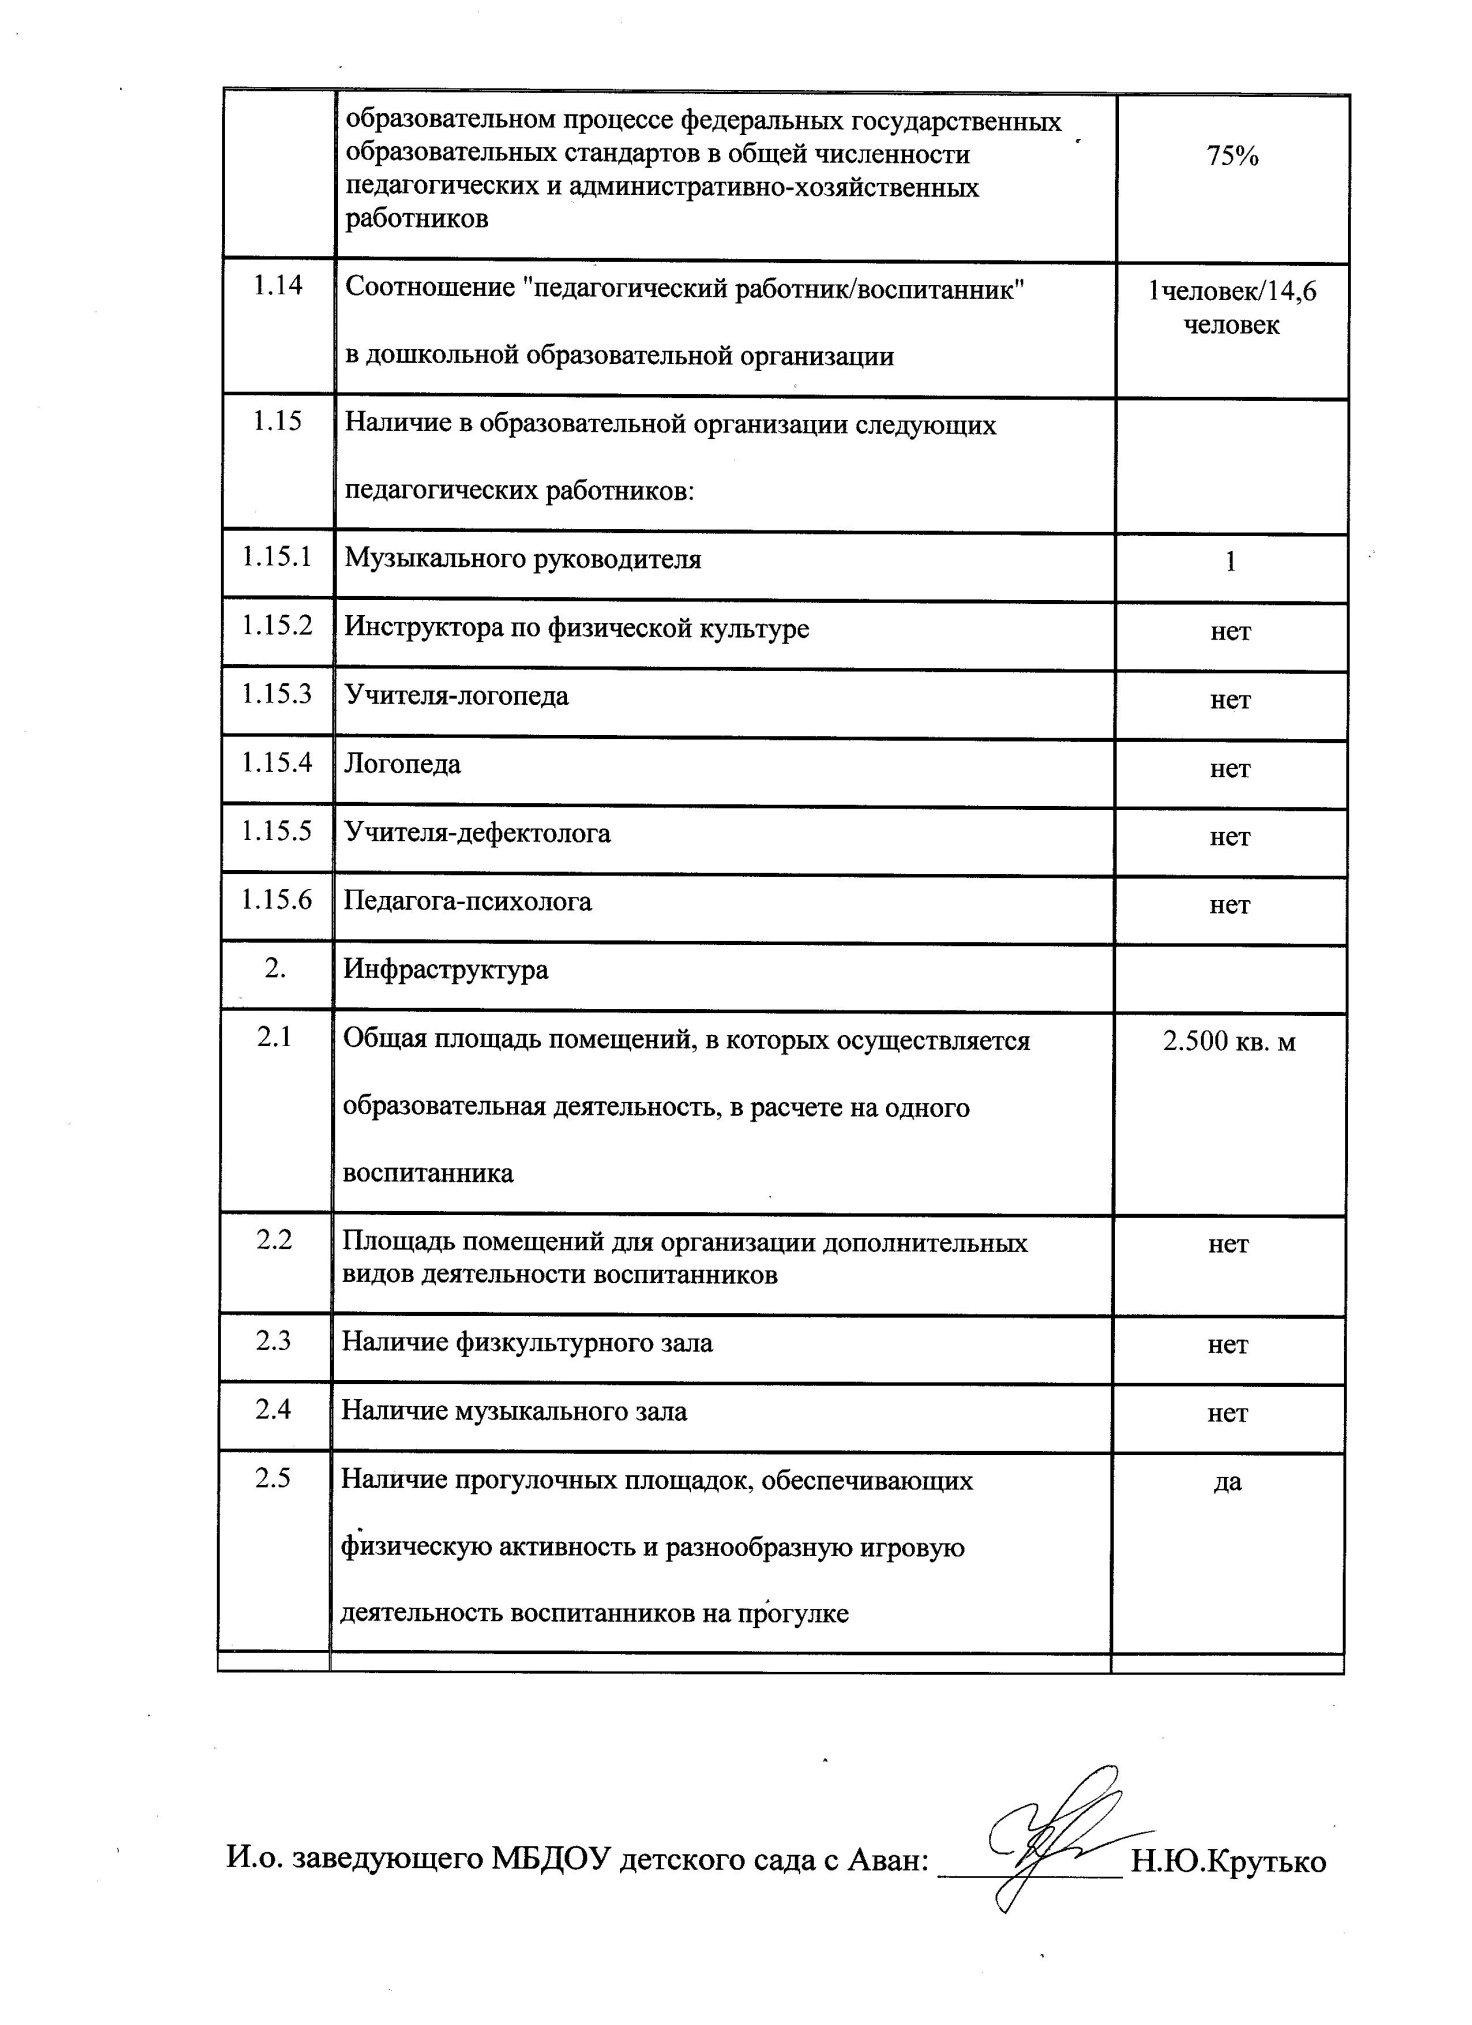 образовательном процессе федеральных государственных
образовательных стандартов в общей численности
педагогических и административно-хозяйственных
работников
75%
1.14
Соотношение "педагогический работник/воспитанник"
в дошкольной образовательной организации
1человек/14,6
человек
1.15
Наличие в образовательной организации следующих
педагогических работников:
1.15.1
Музыкального руководителя
1
1.15.2
Инструктора по физической культуре
нет
1.15.3
Учителя-логопеда
нет
1.15.4
Логопеда
нет
1.15.5
Учителя-дефектолога
нет
1.15.6
Педагога-психолога
нет
2.
Инфраструктура
2.1
Общая площадь помещений, в которых осуществляется
образовательная деятельность, в расчете на одного
воспитанника
2.500 кв. м
2.2
Площадь помещений для организации дополнительных
видов деятельности воспитанников
нет
2.3
Наличие физкультурного зала
нет
2.4
Наличие музыкального зала
нет
2.5
Наличие прогулочных площадок, обеспечивающих
физическую активность и разнообразную игровую
деятельность воспитанников на прогулке
да
И.о. заведующего МБДОУ детского сада с Аван: ____________ Н.Ю.Крутько